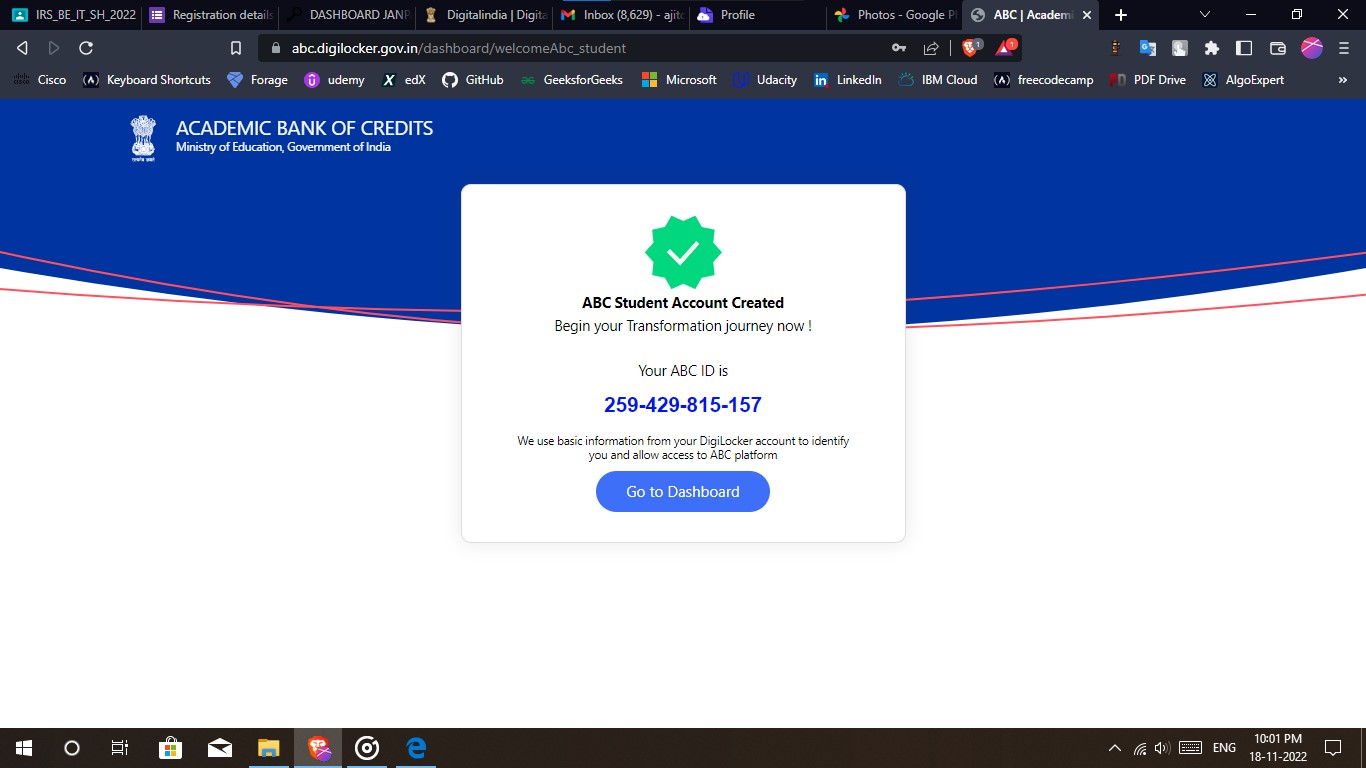 IRS_BE_IT_SH_2022
Registration details
DASHBOARD JANP
Digitalindia | Digita
Inbox (8,629) - ajit
Profile
Photos - Google P
ABC | Academi
abc.digilocker.gov.in/dashboard/welcomeAbc_student
1
1
Cisco
Keyboard Shortcuts
Forage
udemy
edX
GitHub
GeeksforGeeks
Microsoft
Udacity
LinkedIn
IBM Cloud
freecodecamp
PDF Drive
AlgoExpert
»
ACADEMIC BANK OF CREDITS
Ministry of Education, Government of India
ABC Student Account Created
Begin your Transformation journey now !
Your ABC ID is
259-429-815-157
We use basic information from your DigiLocker account to identify
you and allow access to ABC platform
Go to Dashboard
ENG
10:01 PM
18-11-2022